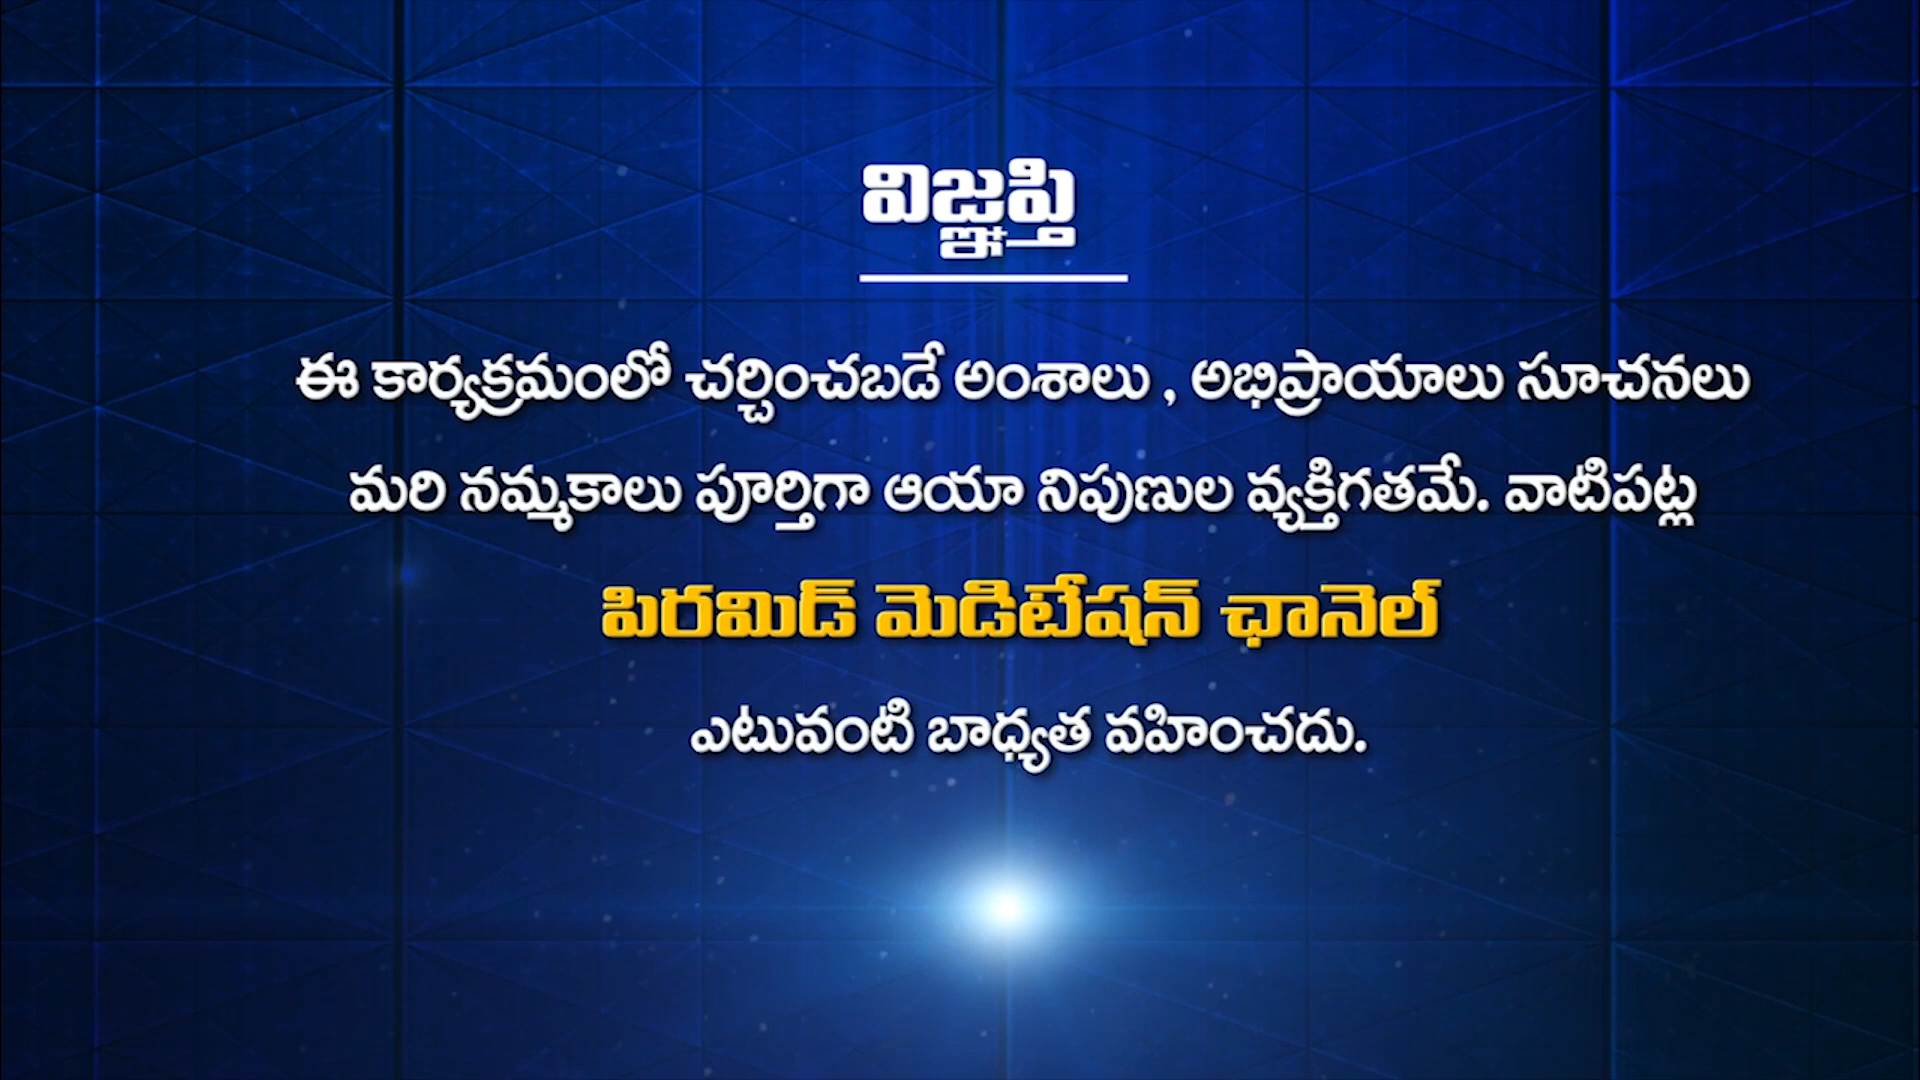 విజ్ఞప్తి
ఈ కార్యక్రమంలో చర్చించబడే అంశాలు , అభిప్రాయాలు సూచనలు
మరి నమ్మకాలు పూర్తిగా ఆయా నిపుణుల వ్యక్తిగతమే. వాటిపట్ల
పిరమిడ్ మెడిటేషన్ ఛానెల్
ఎటువంటి బాధ్యత వహించదు.